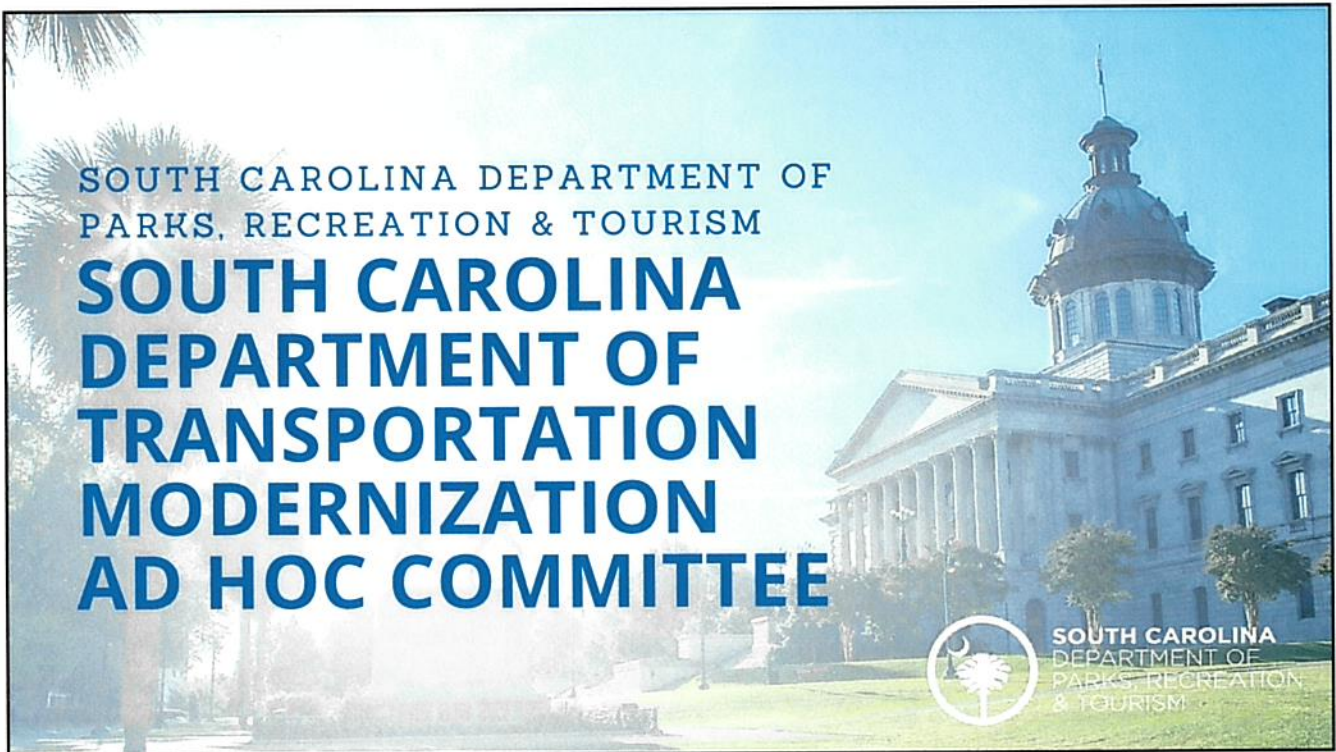 SOUTH CAROLINA DEPARTMENT OF
PARKS, RECREATION & TOURISM
SOUTH CAROLINA
DEPARTMENT OF
TRANSPORTATION
MODERNIZATION
AD HOC COMMITTEE
SOUTH CAROLINA
DEPARTMENT OF
PARKS, RECREATION
& TOURISM